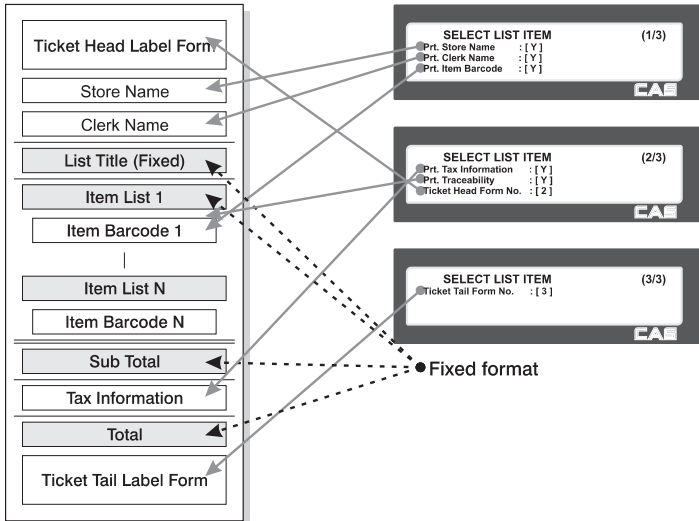 Ticket Head Label Form
Store Name
Clerk Name
List Title (Fixed)
Item List 1
Item Barcode 1
Item List N
Item Barcode N
Sub Total
Tax Information
Total
Ticket Tail Label Form
SELECT LIST ITEM (1/3)
Prt. Store Name : [ Y ]
Prt. Clerk Name : [ Y ]
Prt. Item Barcode : [ Y ]
CAS
SELECT LIST ITEM (2/3)
Prt. Tax Information : [ Y ]
Prt. Traceability : [ Y ]
Ticket Head Form No. : [ 2 ]
CAS
SELECT LIST ITEM (3/3)
Ticket Tail Form No. : [ 3 ]
CAS
Fixed format